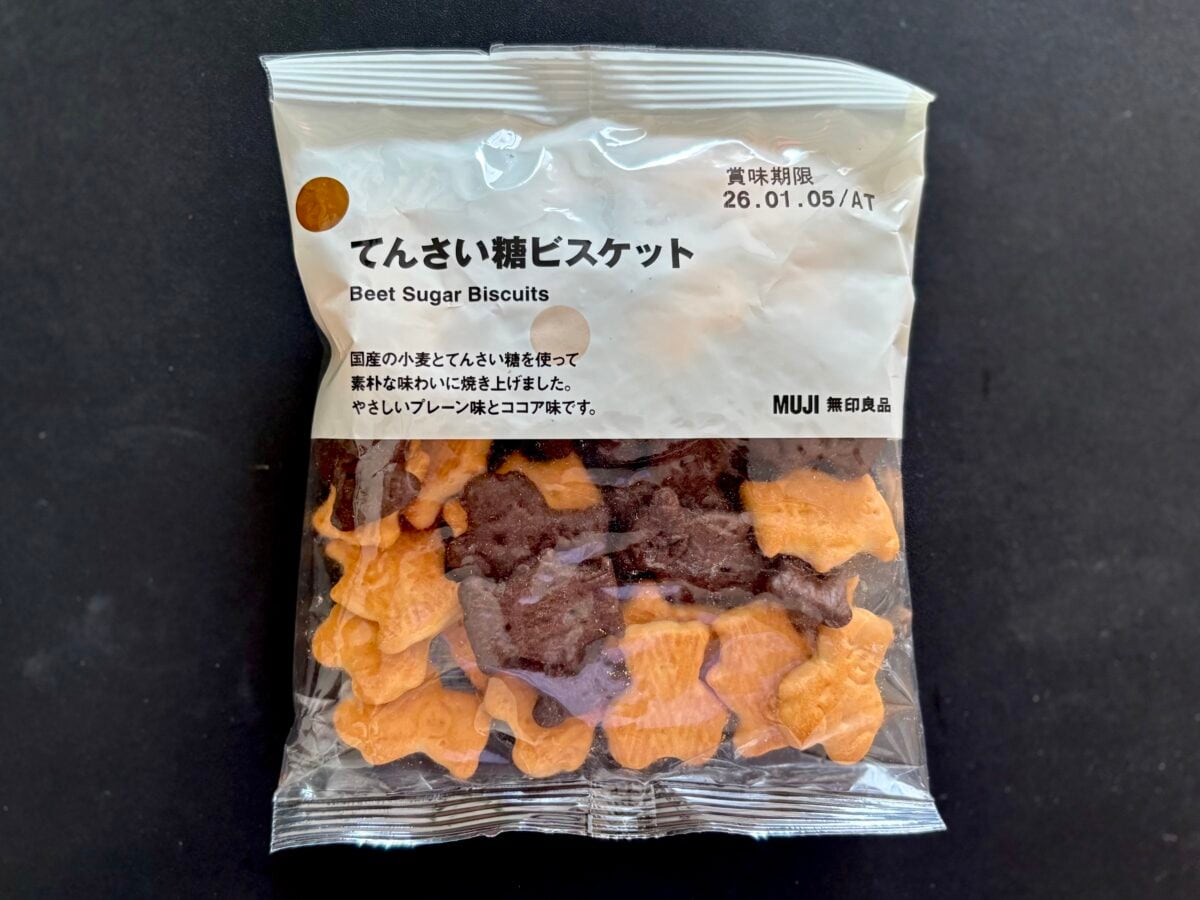 賞味期限
26.01.05/AT
てんさい糖ビスケット
Beet Sugar Biscuits
国産の小麦とてんさい糖を使って
素朴な味わいに焼き上げました。
やさしいプレーン味とココア味です。
MUJI 無印良品